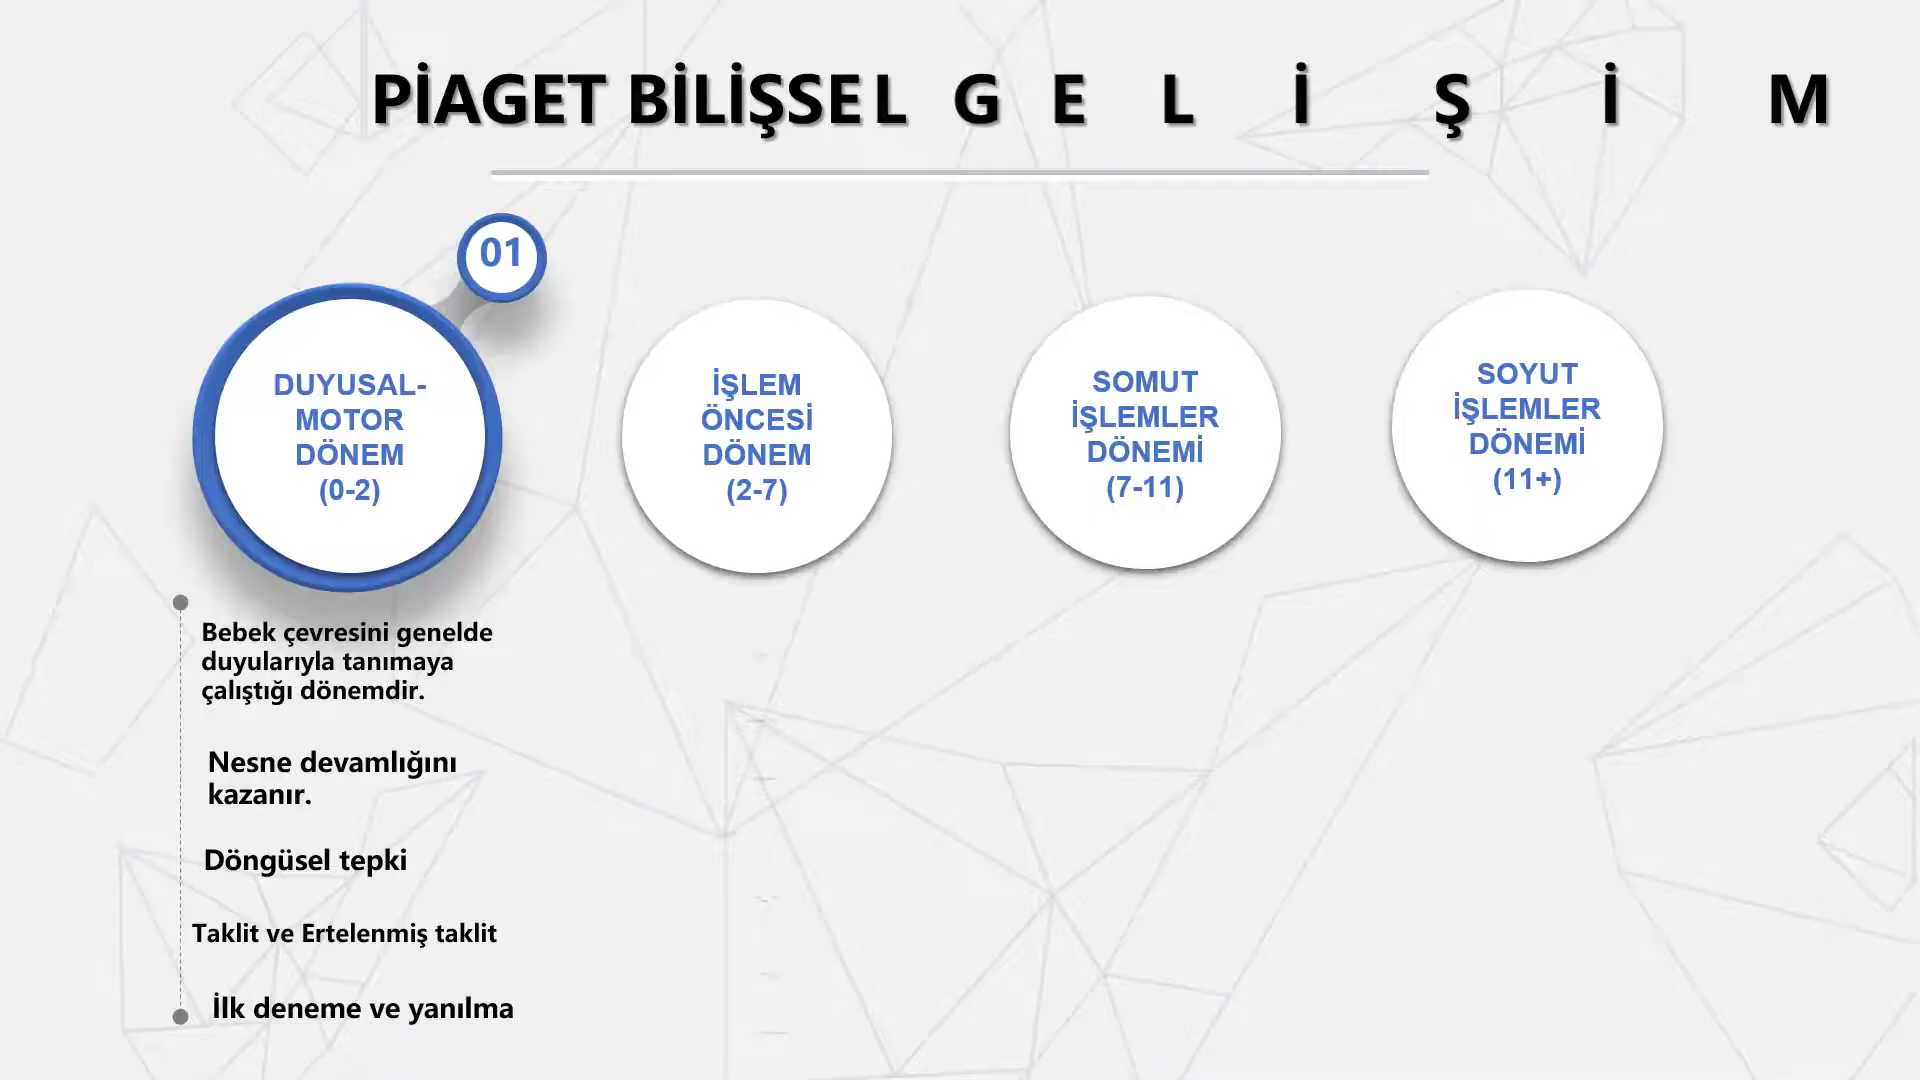 PİAGET BİLİŞSEL GELİŞİM
01
DUYUSAL-
MOTOR
DÖNEM
(0-2)
İŞLEM
ÖNCESİ
DÖNEM
(2-7)
SOMUT
İŞLEMLER
DÖNEMİ
(7-11)
SOYUT
İŞLEMLER
DÖNEMİ
(11+)
Bebek çevresini genelde
duyularıyla tanımaya
çalıştığı dönemdir.
Nesne devamlığını
kazanır.
Döngüsel tepki
Taklit ve Ertelenmiş taklit
İlk deneme ve yanılma